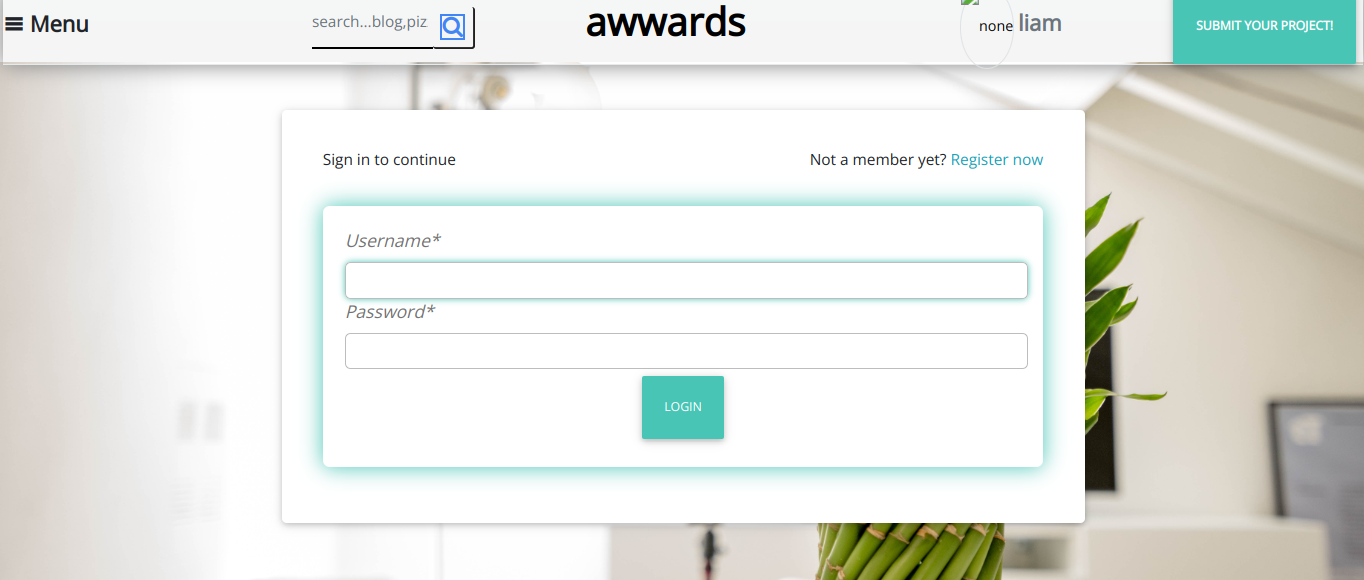 Menu
search...blog,piz
awwards
none
liam
SUBMIT YOUR PROJECT!
Sign in to continue
Not a member yet? Register now
Username*
Password*
LOGIN